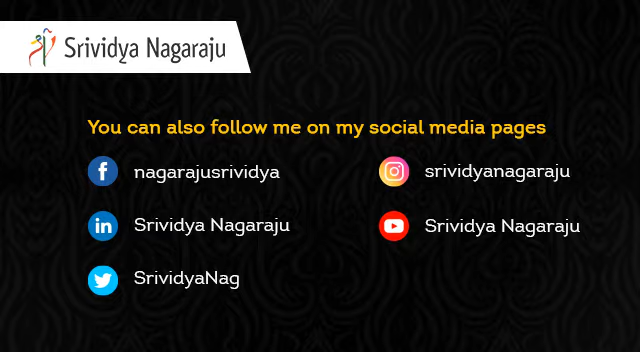 Srividya Nagaraju
You can also follow me on my social media pages
nagarajusrividya
srividyanagaraju
Srividya Nagaraju
Srividya Nagaraju
SrividyaNag